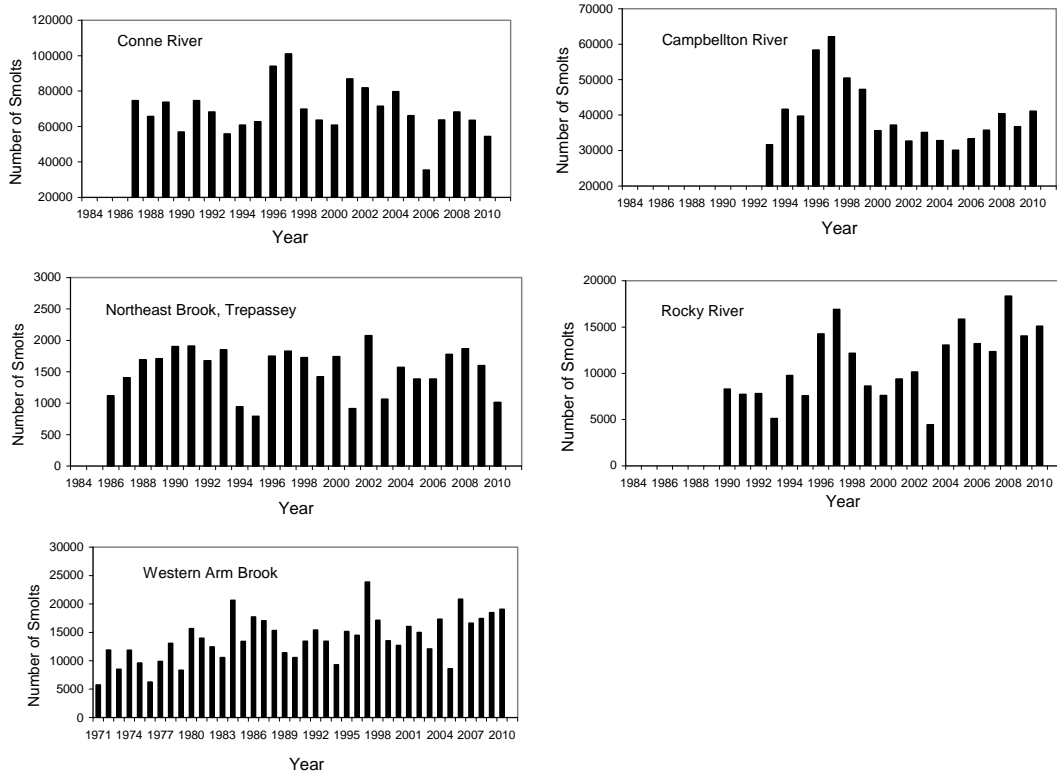 Conne River
Number of Smolts
120000
100000
80000
60000
40000
20000
1984 1986 1988 1990 1992 1994 1996 1998 2000 2002 2004 2006 2008 2010
Year
Campbellton River
Number of Smolts
70000
60000
50000
40000
30000
20000
1984 1986 1988 1990 1992 1994 1996 1998 2000 2002 2004 2006 2008 2010
Year
Northeast Brook, Trepassey
Number of Smolts
3000
2500
2000
1500
1000
500
0
1984 1986 1988 1990 1992 1994 1996 1998 2000 2002 2004 2006 2008 2010
Year
Rocky River
Number of Smolts
20000
15000
10000
5000
0
1984 1986 1988 1990 1992 1994 1996 1998 2000 2002 2004 2006 2008 2010
Year
Western Arm Brook
Number of Smolts
30000
25000
20000
15000
10000
5000
0
1971 1974 1977 1980 1983 1986 1989 1992 1995 1998 2001 2004 2007 2010
Year